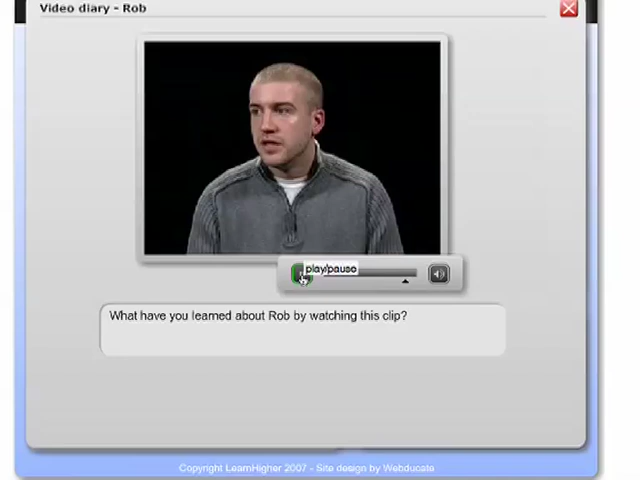 Video diary - Rob
play/pause
What have you learned about Rob by watching this clip?
Copyright LearnHigher 2007 - Site design by Webducate